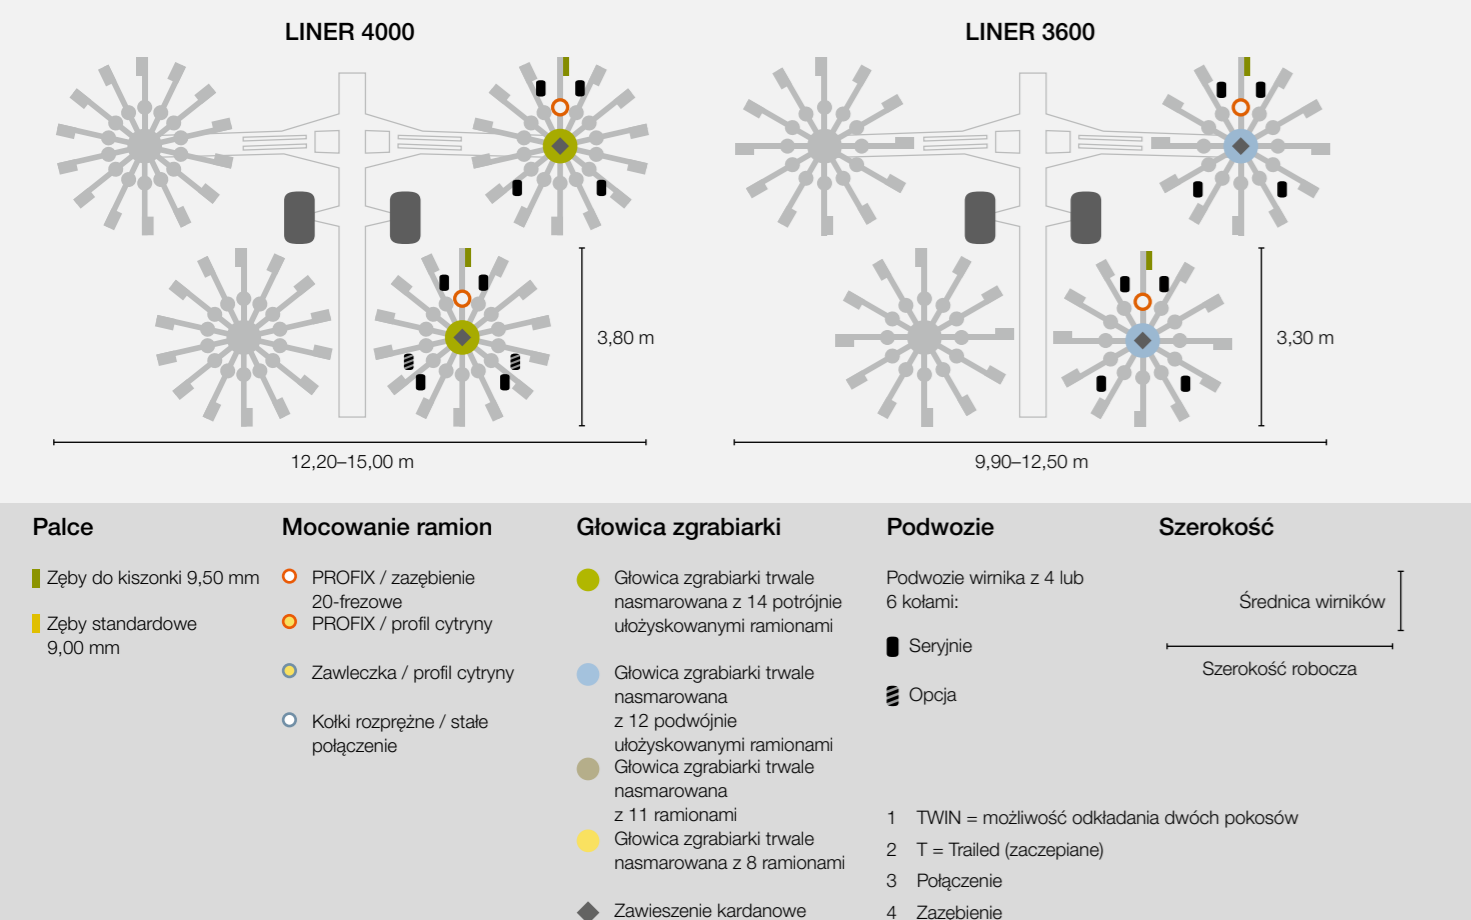 LINER 4000
3,80 m
12,20–15,00 m
LINER 3600
3,30 m
9,90–12,50 m
Palce
Zęby do kiszonki 9,50 mm
Zęby standardowe
9,00 mm
Mocowanie ramion
PROFIX / zazębienie
20-frezowe
PROFIX / profil cytryny
Zawleczka / profil cytryny
Kołki rozprężne / stałe
połączenie
Głowica zgrabiarki
Głowica zgrabiarki trwale
nasmarowana z 14 potrójnie
ułożyskowanymi ramionami
Głowica zgrabiarki trwale
nasmarowana
z 12 podwójnie
ułożyskowanymi ramionami
Głowica zgrabiarki trwale
nasmarowana
z 11 ramionami
Głowica zgrabiarki trwale
nasmarowana z 8 ramionami
Zawieszenie kardanowe
Podwozie
Podwozie wirnika z 4 lub
6 kołami:
Seryjnie
Opcja
Szerokość
Średnica wirników
Szerokość robocza
1 TWIN = możliwość odkładania dwóch pokosów
2 T = Trailed (zaczepiane)
3 Połączenie
4 Zazębienie